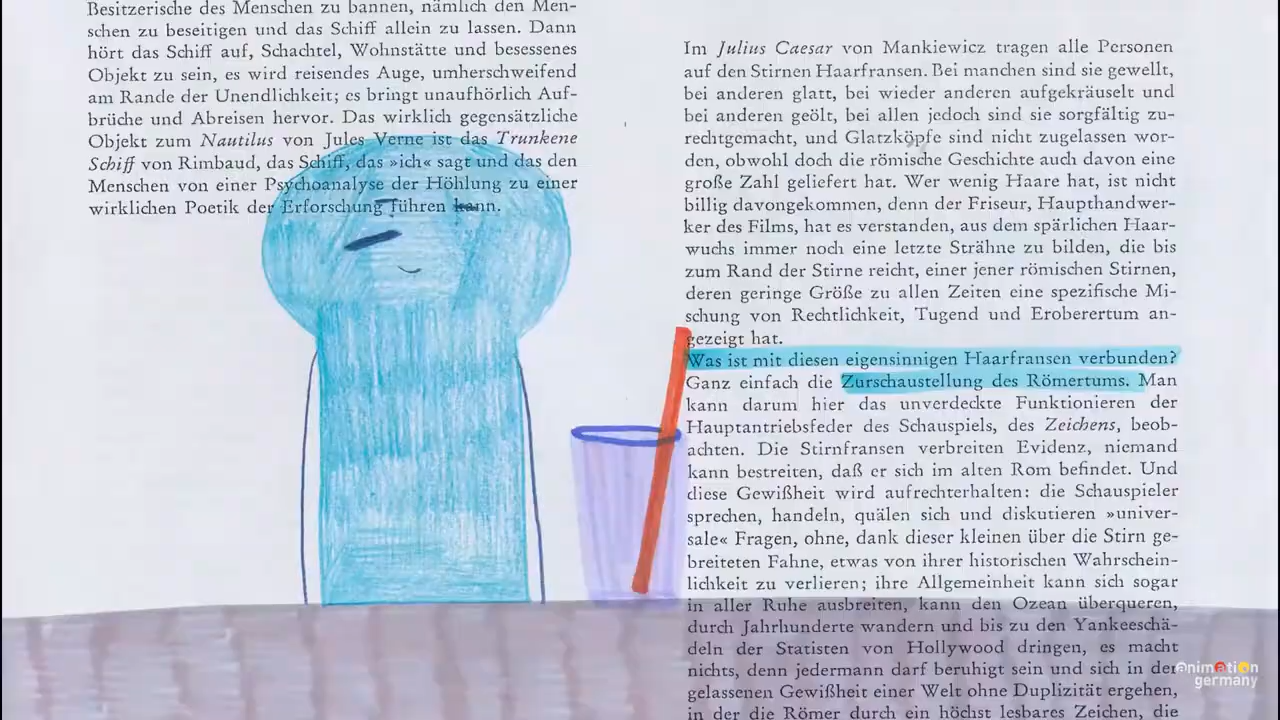 Besitzerische des Menschen zu bannen, nämlich den Men-
schen zu beseitigen und das Schiff allein zu lassen. Dann
hört das Schiff auf, Schachtel, Wohnstätte und besessenes
Objekt zu sein, es wird reisendes Auge, umherschweifend
am Rande der Unendlichkeit; es bringt unaufhörlich Auf-
brüche und Abreisen hervor. Das wirklich gegensätzliche
Objekt zum Nautilus von Jules Verne ist das Trunkene
Schiff von Rimbaud, das Schiff, das »ich« sagt und das den
Menschen von einer Psychoanalyse der Höhlung zu einer
wirklichen Poetik der Erforschung führen kann.
Im Julius Caesar von Mankiewicz tragen alle Personen
auf den Stirnen Haarfransen. Bei manchen sind sie gewellt,
bei anderen glatt, bei wieder anderen aufgekräuselt und
bei anderen geölt, bei allen jedoch sind sie sorgfältig zu-
rechtgemacht, und Glatzköpfe sind nicht zugelassen wor-
den, obwohl doch die römische Geschichte auch davon eine
große Zahl geliefert hat. Wer wenig Haare hat, ist nicht
billig davongekommen, denn der Friseur, Haupthandwer-
ker des Films, hat es verstanden, aus dem spärlichen Haar-
wuchs immer noch eine letzte Strähne zu bilden, die bis
zum Rand der Stirne reicht, einer jener römischen Stirnen,
deren geringe Größe zu allen Zeiten eine spezifische Mi-
schung von Rechtlichkeit, Tugend und Eroberertum an-
gezeigt hat.
Was ist mit diesen eigensinnigen Haarfransen verbunden?
Ganz einfach die Zurschaustellung des Römertums. Man
kann darum hier das unverdeckte Funktionieren der
Hauptantriebsfeder des Schauspiels, des Zeichens, beob-
achten. Die Stirnfransen verbreiten Evidenz, niemand
kann bestreiten, daß er sich im alten Rom befindet. Und
diese Gewißheit wird aufrechterhalten: die Schauspieler
sprechen, handeln, quälen sich und diskutieren »univer-
sale« Fragen, ohne, dank dieser kleinen über die Stirn ge-
breiteten Fahne, etwas von ihrer historischen Wahrschein-
lichkeit zu verlieren; ihre Allgemeinheit kann sich sogar
in aller Ruhe ausbreiten, kann den Ozean überqueren,
durch Jahrhunderte wandern und bis zu den Yankeeschä-
deln der Statisten von Hollywood dringen, es macht
nichts, denn jedermann darf beruhigt sein und sich in der
gelassenen Gewißheit einer Welt ohne Duplizität ergehen,
in der die Römer durch ein höchst lesbares Zeichen, die
animation
germany